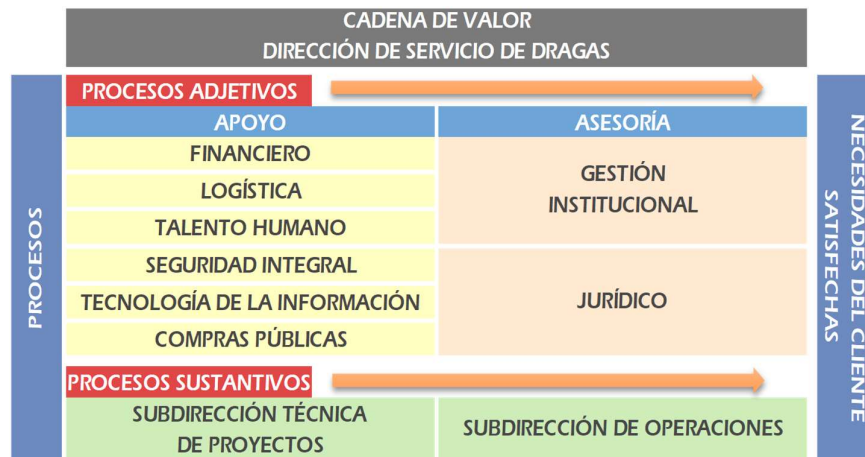 CADENA DE VALOR
DIRECCIÓN DE SERVICIO DE DRAGAS
PROCESOS
PROCESOS ADJETIVOS
APOYO
FINANCIERO
LOGÍSTICA
TALENTO HUMANO
SEGURIDAD INTEGRAL
TECNOLOGÍA DE LA INFORMACIÓN
COMPRAS PÚBLICAS
ASESORÍA
GESTIÓN
INSTITUCIONAL
JURÍDICO
PROCESOS SUSTANTIVOS
SUBDIRECCIÓN TÉCNICA
DE PROYECTOS
SUBDIRECCIÓN DE OPERACIONES
NECESIDADES DEL CLIENTE
SATISFECHAS